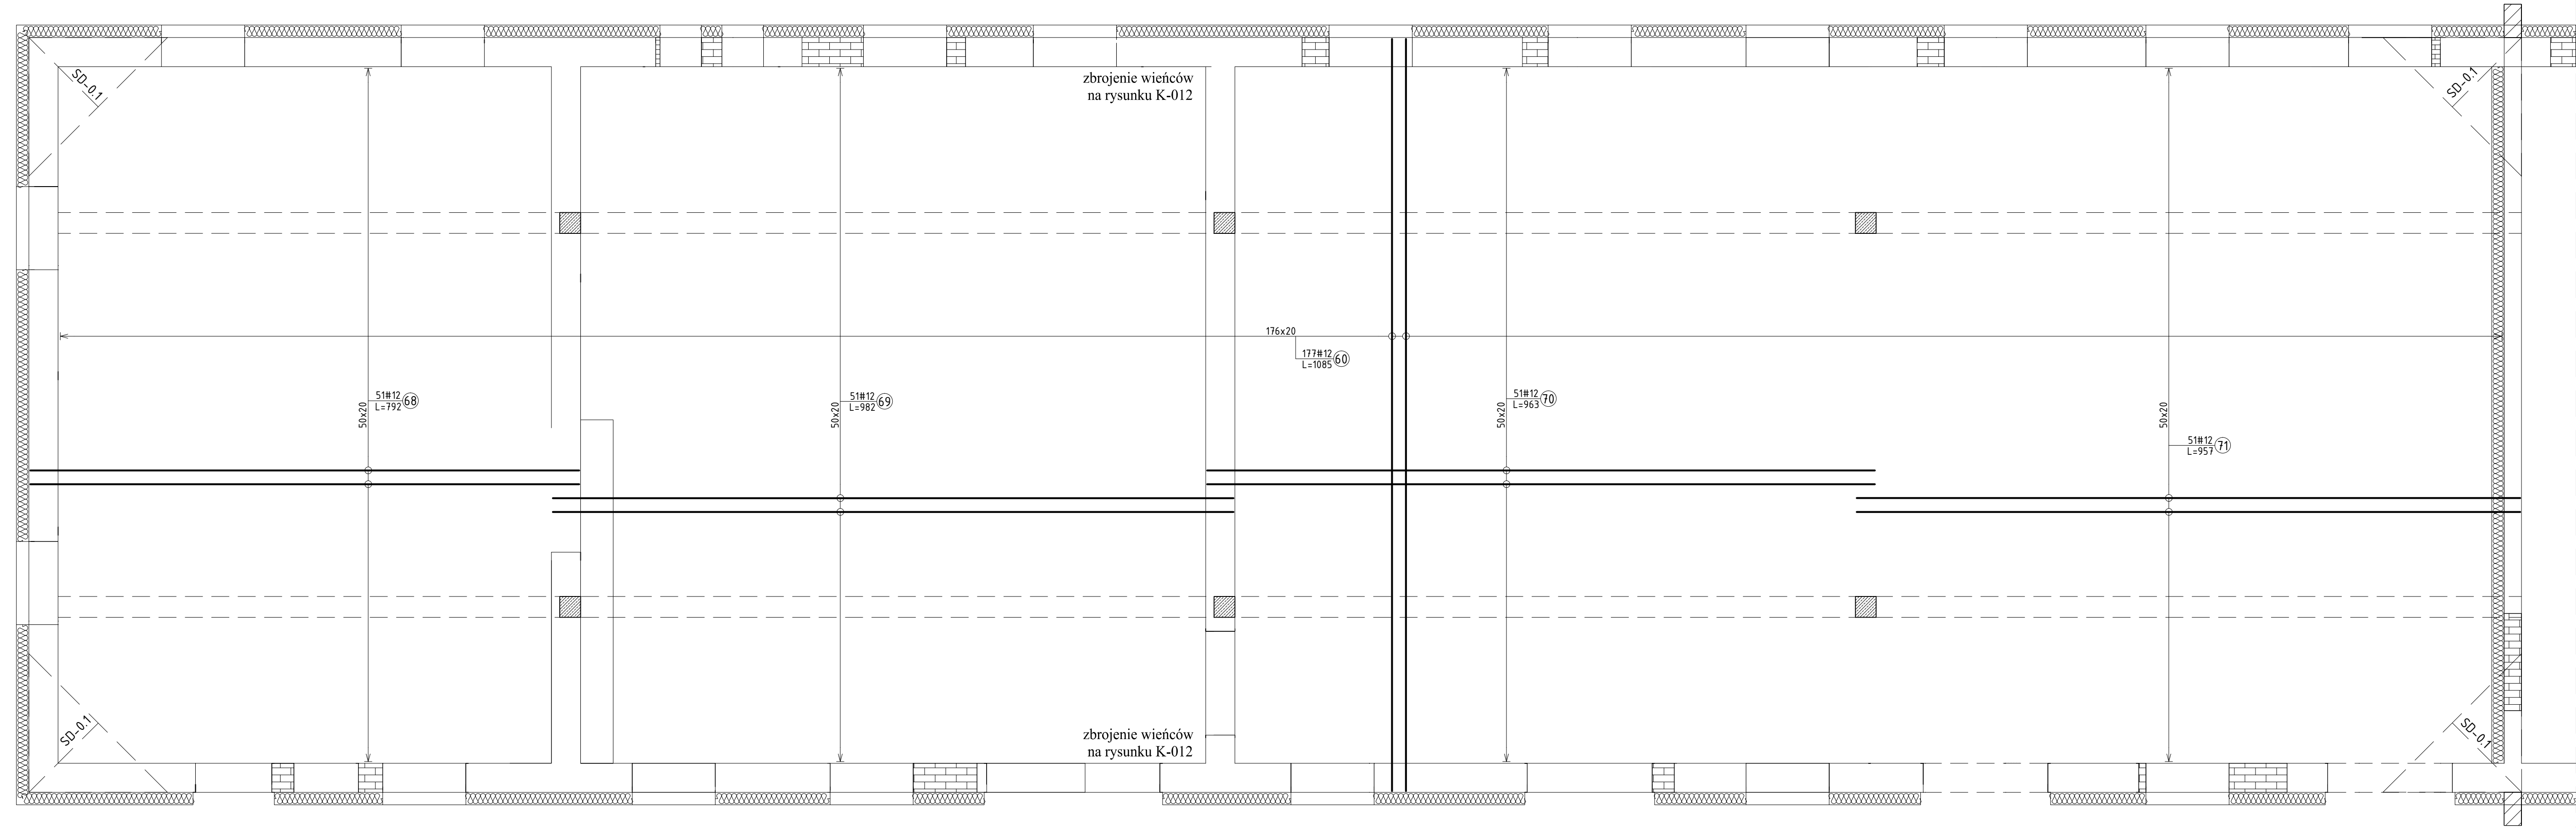 SD-0.1
zbrojenie wieńców
na rysunku K-012
SD-0.1
176x20
177#12 60
L=1085
50x20
51#12 68
L=792
50x20
51#12 69
L=982
50x20
51#12 70
L=963
50x20
51#12 71
L=957
SD-0.1
zbrojenie wieńców
na rysunku K-012
SD-0.1